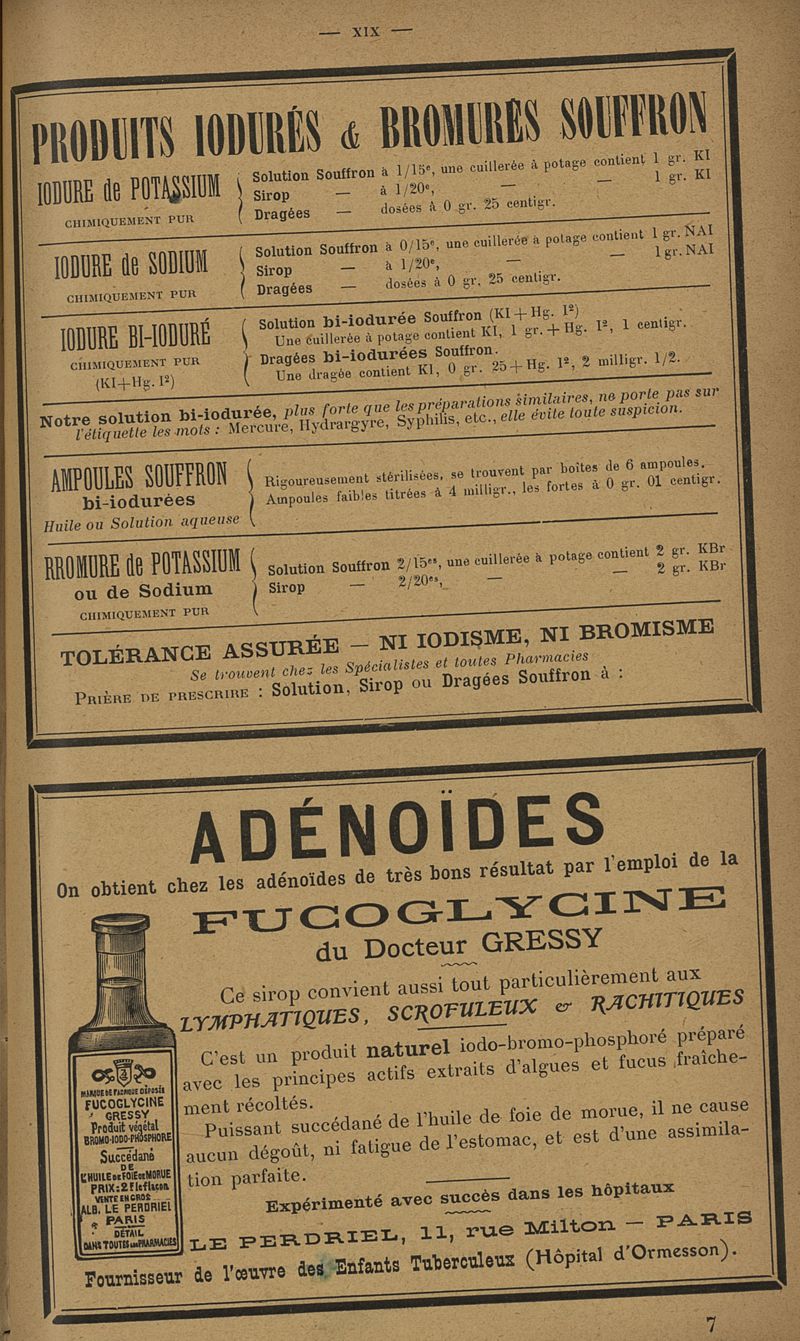 — XIX —
PRODUITS IODURÉS & BROMURÉS SOUFFRON
IODURE de POTASSIUM
CHIMIQUEMENT PUR
Solution Souffron à 1/15e, une cuillerée à potage contient 1 gr. KI
Sirop — à 1/20e, — — 1 gr. KI
Dragées — dosées à 0 gr. 25 centigr.
IODURE de SODIUM
CHIMIQUEMENT PUR
Solution Souffron à 0/15e, une cuillerée à potage contient 1 gr. NAI
Sirop — à 1/20e, — — 1 gr. NAI
Dragées — dosées à 0 gr. 25 centigr.
IODURE BI-IODURÉ
CHIMIQUEMENT PUR
(KI+Hg. I²)
Solution bi-iodurée Souffron (KI+Hg. I²)
Une cuillerée à potage contient KI, 1 gr. + Hg. I², 1 centigr.
Dragées bi-iodurées Souffron.
Une dragée contient KI, 0 gr. 25 + Hg. I², 2 milligr. 1/2.
Notre solution bi-iodurée, plus forte que les préparations similaires, ne porte pas sur
l'étiquette les mots : Mercure, Hydrargyre, Syphilis, etc., elle évite toute suspicion.
AMPOULES SOUFFRON
bi-iodurées
Huile ou Solution aqueuse
Rigoureusement stérilisées, se trouvent par boites de 6 ampoules.
Ampoules faibles titrées à 4 milligr., les fortes à 0 gr. 01 centigr.
RROMURE de POTASSIUM
ou de Sodium
CHIMIQUEMENT PUR
Solution Souffron 2/15es, une cuillerée à potage contient 2 gr. KBr
Sirop — 2/20es, — — 2 gr. KBr
TOLÉRANCE ASSURÉE — NI IODISME, NI BROMISME
Se trouvent chez les Spécialistes et toutes Pharmacies
PRIÈRE DE PRESCRIRE : Solution, Sirop ou Dragées Souffron à :
ADÉNOÏDES
On obtient chez les adénoïdes de très bons résultat par l'emploi de la
FUCOGLYCINE
du Docteur GRESSY
Ce sirop convient aussi tout particulièrement aux
LYMPHATIQUES, SCROFULEUX & RACHITIQUES
C'est un produit naturel iodo-bromo-phosphoré préparé
avec les principes actifs extraits d'algues et fucus fraîche-
ment récoltés.
Puissant succédané de l'huile de foie de morue, il ne cause
aucun dégoût, ni fatigue de l'estomac, et est d'une assimila-
tion parfaite.
Expérimenté avec succès dans les hôpitaux
MARQUE DE FABRIQUE DÉPOSÉE
FUCOGLYCINE
GRESSY
Produit végétal
BROMO-IODO-PHOSPHORE
Succédané
DE
L'HUILE DE FOIE DE MORUE
PRIX : 2 F le flacon
VENTE EN GROS
ALB. LE PERDRIEL
PARIS
DÉTAIL
DANS TOUTES les PHARMACIES
LE PERDRIEL, 11, rue Milton — PARIS
Fournisseur de l'œuvre des Enfants Tuberculeux (Hôpital d'Ormesson).
7